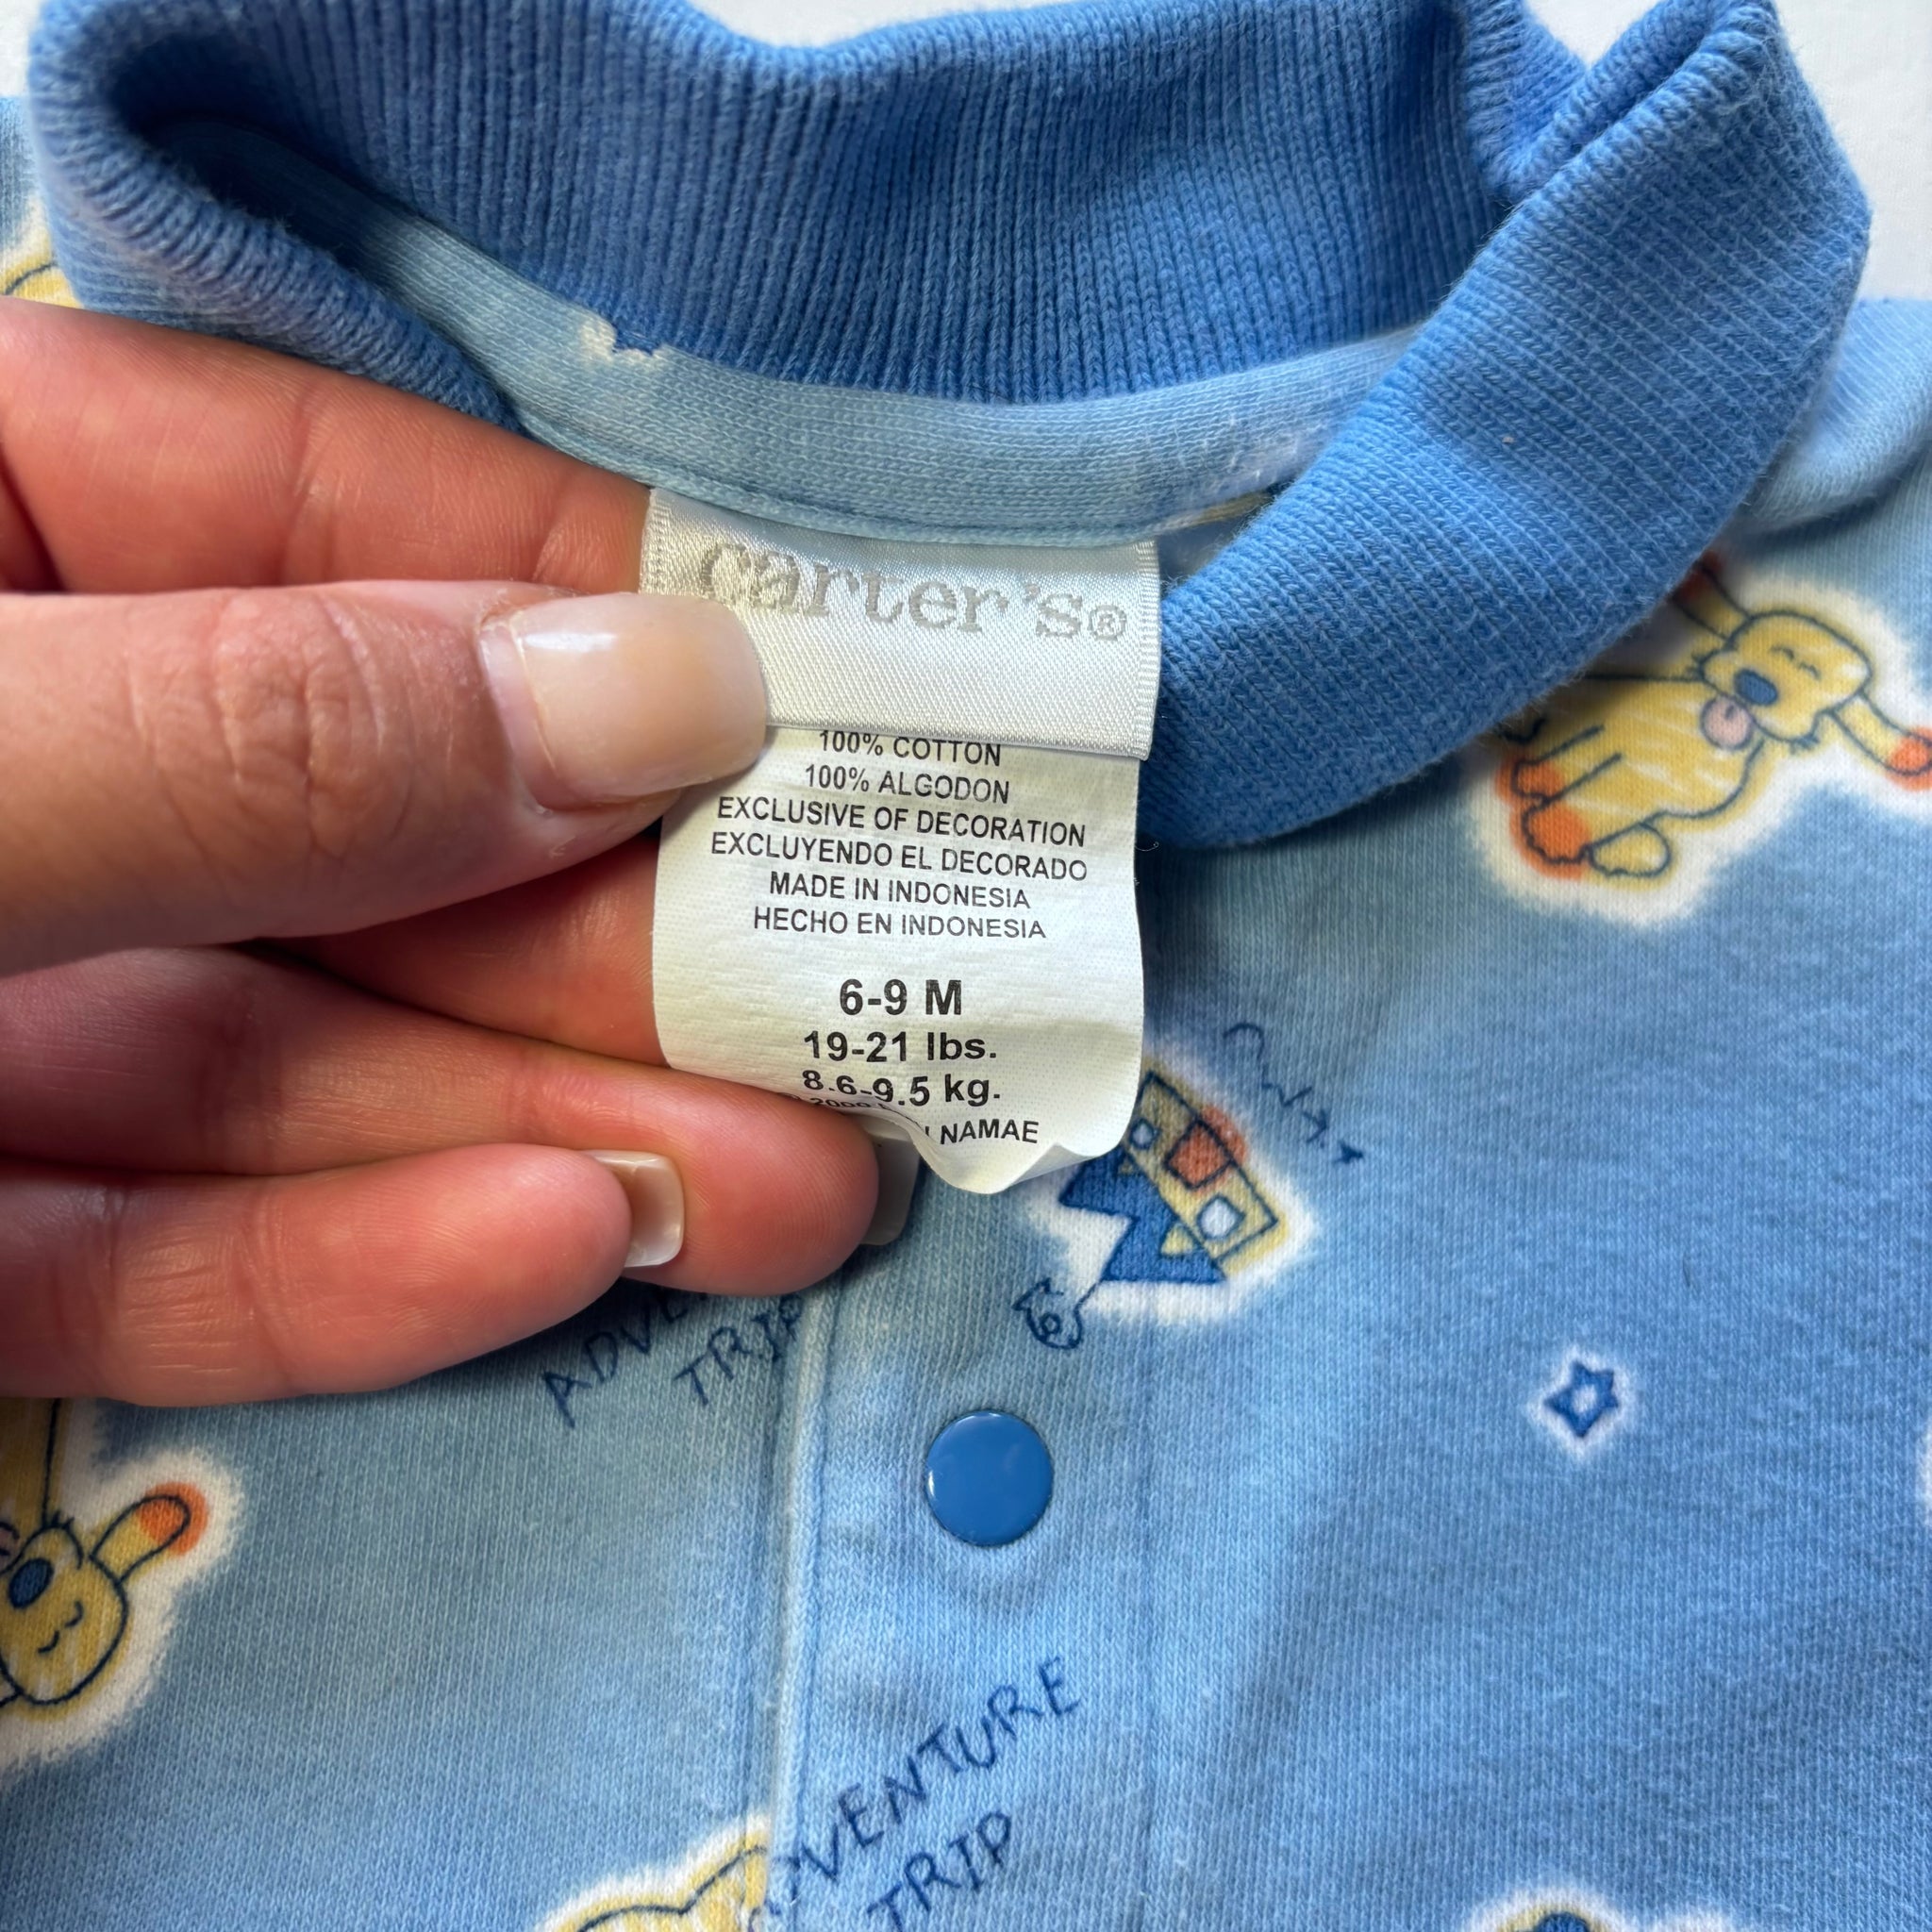 carter's®
100% COTTON
100% ALGODON
EXCLUSIVE OF DECORATION
EXCLUYENDO EL DECORADO
MADE IN INDONESIA
HECHO EN INDONESIA
6-9 M
19-21 lbs.
8.6-9.5 kg.
NAMAE
TRIP
ADVENTURE
TRIP